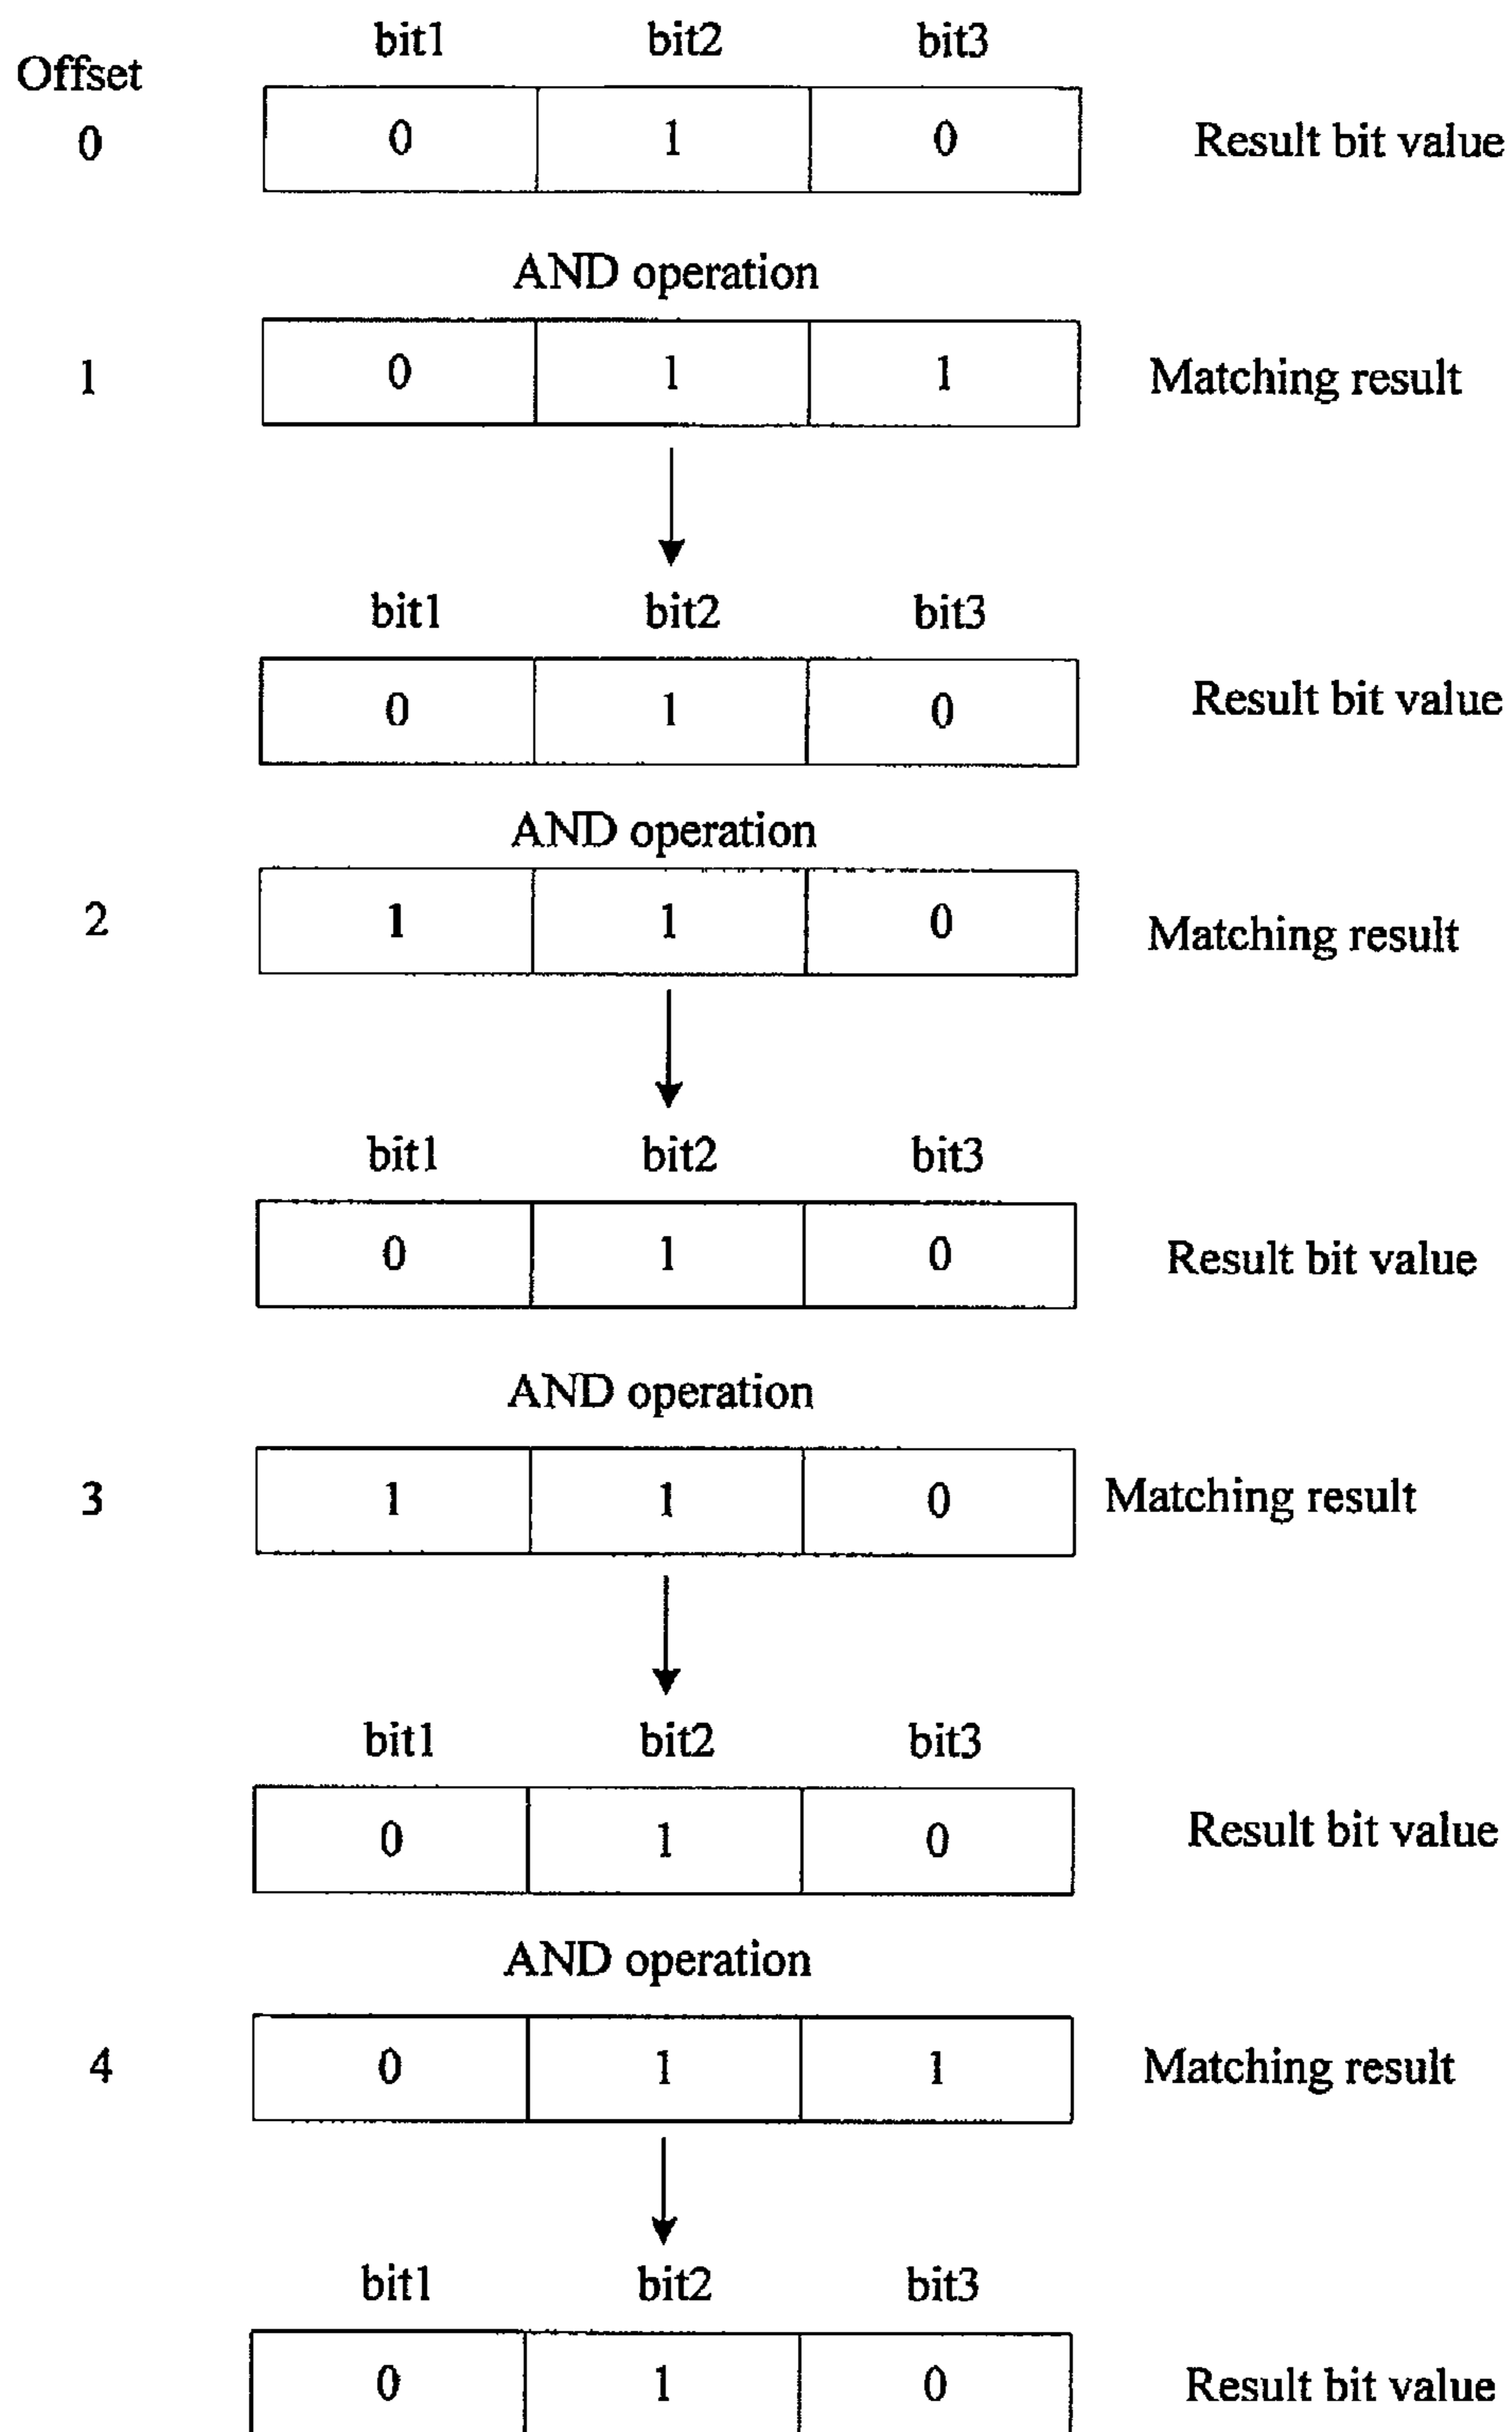 bit1 bit2 bit3
Offset
0 0 1 0 Result bit value
AND operation
1 0 1 1 Matching result
bit1 bit2 bit3
0 1 0 Result bit value
AND operation
2 1 1 0 Matching result
bit1 bit2 bit3
0 1 0 Result bit value
AND operation
3 1 1 0 Matching result
bit1 bit2 bit3
0 1 0 Result bit value
AND operation
4 0 1 1 Matching result
bit1 bit2 bit3
0 1 0 Result bit value